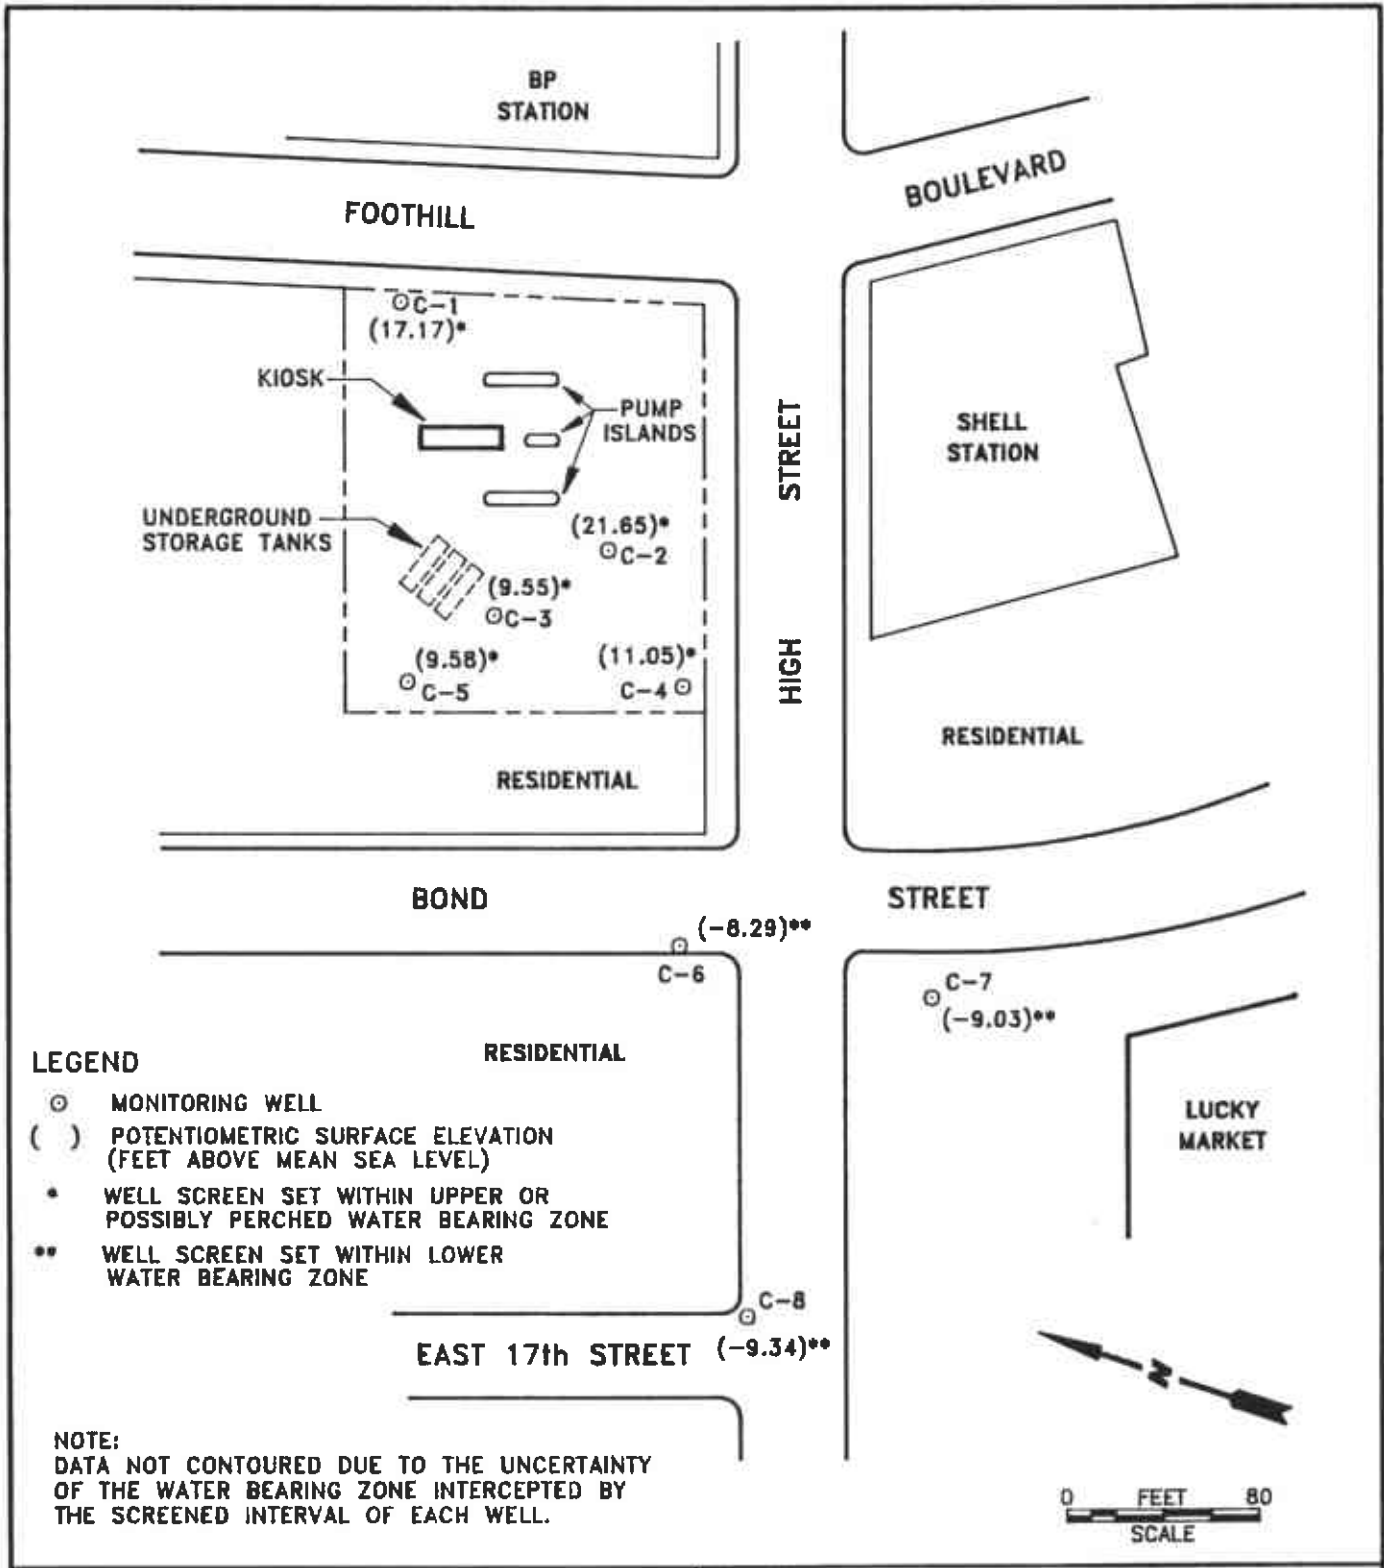 BP
STATION
FOOTHILL
BOULEVARD
C-1
(17.17)*
KIOSK
PUMP
ISLANDS
STREET
SHELL
STATION
UNDERGROUND
STORAGE TANKS
(21.65)*
C-2
(9.55)*
C-3
(9.58)*
C-5
(11.05)*
C-4
HIGH
RESIDENTIAL
RESIDENTIAL
BOND
STREET
(-8.29)**
C-6
C-7
(-9.03)**
RESIDENTIAL
LUCKY
MARKET
LEGEND
MONITORING WELL
( ) POTENTIOMETRIC SURFACE ELEVATION
(FEET ABOVE MEAN SEA LEVEL)
* WELL SCREEN SET WITHIN UPPER OR
POSSIBLY PERCHED WATER BEARING ZONE
** WELL SCREEN SET WITHIN LOWER
WATER BEARING ZONE
C-8
EAST 17th STREET
(-9.34)**
N
NOTE:
DATA NOT CONTOURED DUE TO THE UNCERTAINTY
OF THE WATER BEARING ZONE INTERCEPTED BY
THE SCREENED INTERVAL OF EACH WELL.
0 FEET 80
SCALE